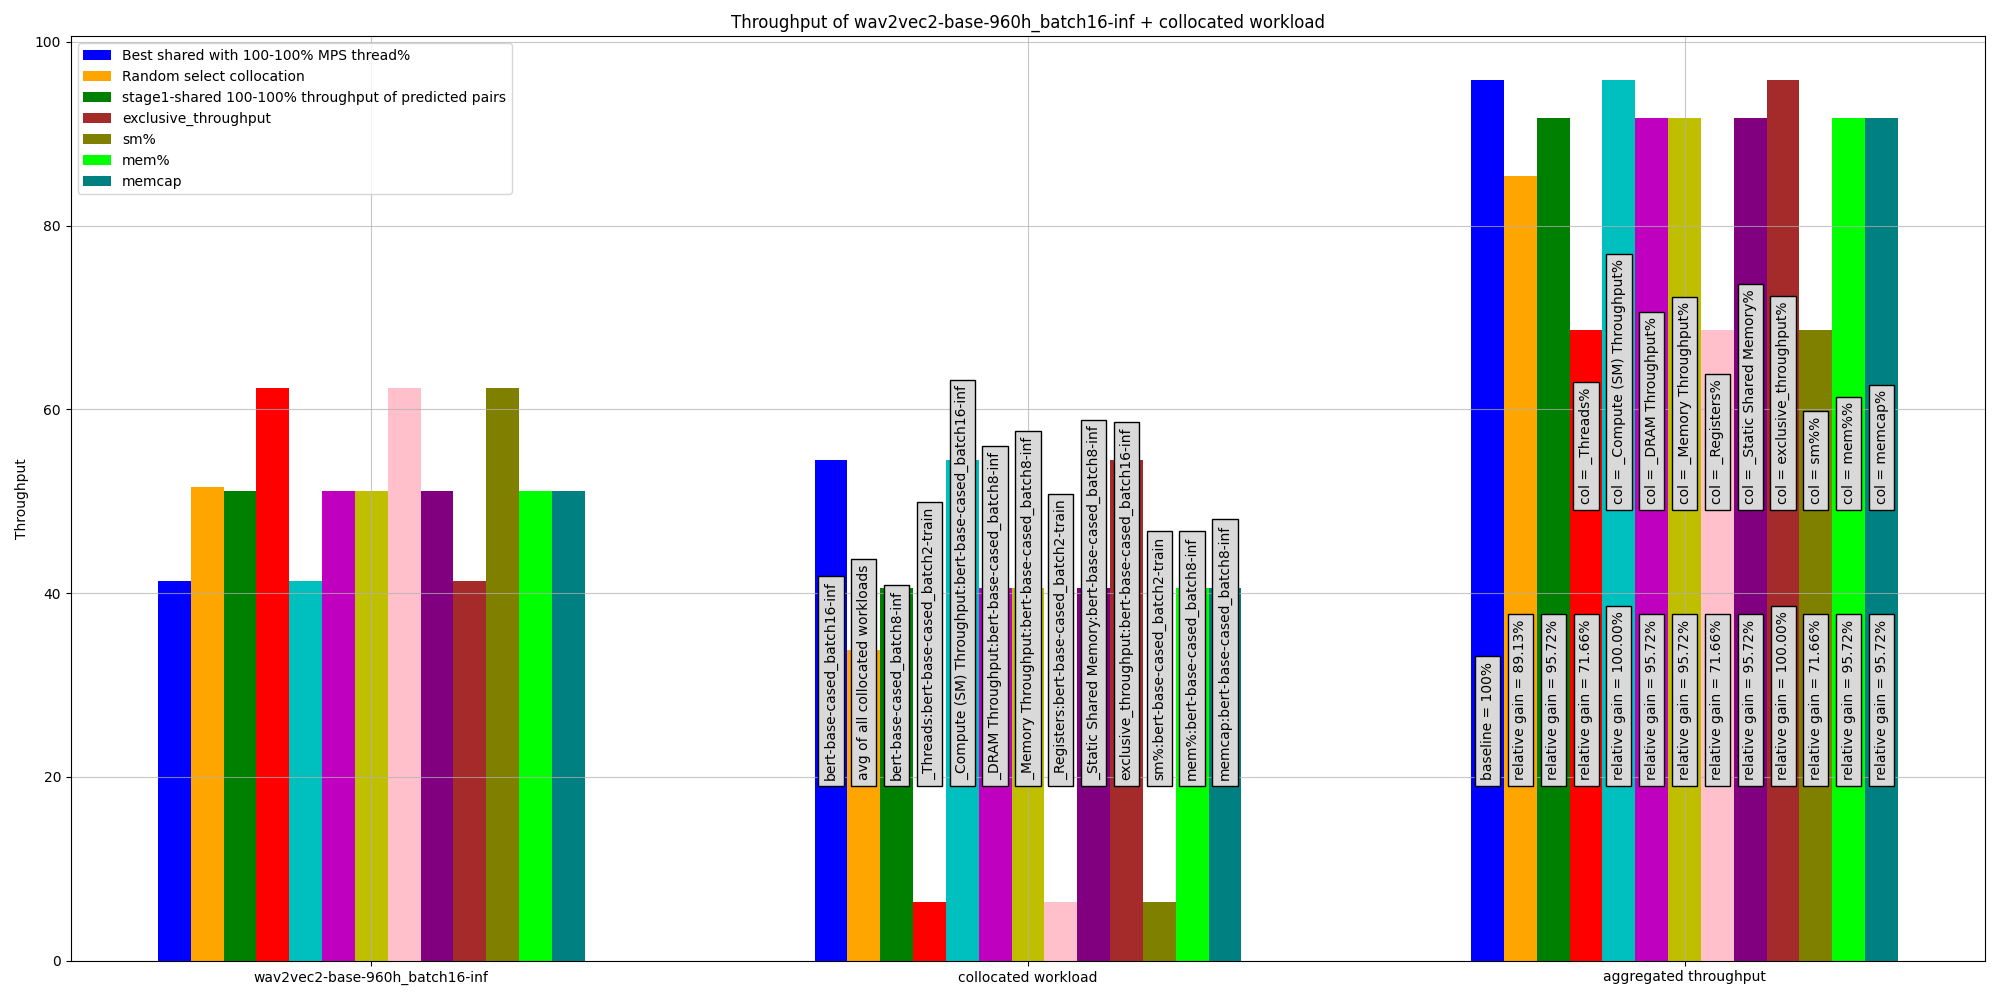 Throughput of wav2vec2-base-960h_batch16-inf + collocated workload
Best shared with 100-100% MPS thread%
Random select collocation
stage1-shared 100-100% throughput of predicted pairs
exclusive_throughput
sm%
mem%
memcap
Throughput
100
80
60
40
20
0
bert-base-cased_batch16-inf
avg of all collocated workloads
bert-base-cased_batch8-inf
_Threads:bert-base-cased_batch2-train
_Compute (SM) Throughput:bert-base-cased_batch16-inf
_DRAM Throughput:bert-base-cased_batch8-inf
_Memory Throughput:bert-base-cased_batch8-inf
_Registers:bert-base-cased_batch2-train
_Static Shared Memory:bert-base-cased_batch8-inf
exclusive_throughput:bert-base-cased_batch16-inf
sm%:bert-base-cased_batch2-train
mem%:bert-base-cased_batch8-inf
memcap:bert-base-cased_batch8-inf
col = _Threads%
col = _Compute (SM) Throughput%
col = _DRAM Throughput%
col = _Memory Throughput%
col = _Registers%
col = _Static Shared Memory%
col = exclusive_throughput%
col = sm%%
col = mem%%
col = memcap%
baseline = 100%
relative gain = 89.13%
relative gain = 95.72%
relative gain = 71.66%
relative gain = 100.00%
relative gain = 95.72%
relative gain = 95.72%
relative gain = 71.66%
relative gain = 95.72%
relative gain = 100.00%
relative gain = 71.66%
relative gain = 95.72%
relative gain = 95.72%
wav2vec2-base-960h_batch16-inf
collocated workload
aggregated throughput